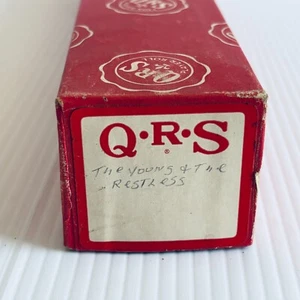 Q·R·S
Q·R·S
®
The Young & The
Restless